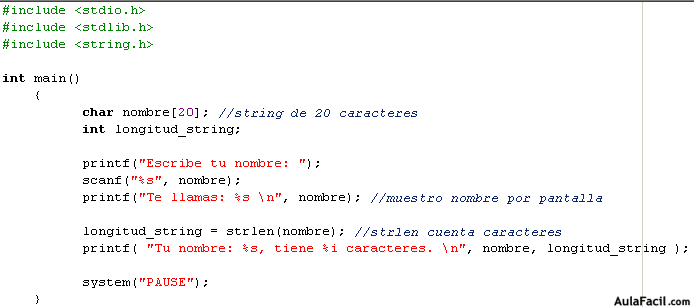 #include <stdio.h>
#include <stdlib.h>
#include <string.h>
int main()
{
char nombre[20]; //string de 20 caracteres
int longitud_string;
printf("Escribe tu nombre: ");
scanf("%s", nombre);
printf("Te llamas: %s \n", nombre); //muestro nombre por pantalla
longitud_string = strlen(nombre); //strlen cuenta caracteres
printf( "Tu nombre: %s, tiene %i caracteres. \n", nombre, longitud_string );
system("PAUSE");
}
AulaFacil.com